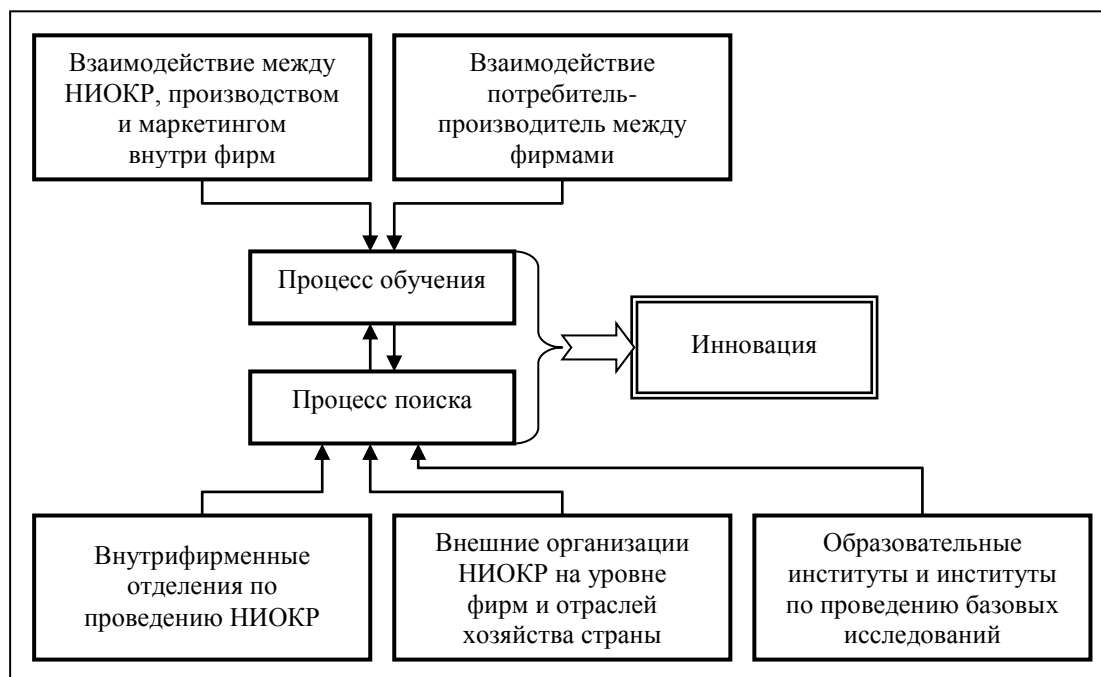 Взаимодействие между
НИОКР, производством
и маркетингом
внутри фирм
Взаимодействие
потребитель-
производитель между
фирмами
Процесс обучения
Инновация
Процесс поиска
Внутрифирменные
отделения по
проведению НИОКР
Внешние организации
НИОКР на уровне
фирм и отраслей
хозяйства страны
Образовательные
институты и институты
по проведению базовых
исследований